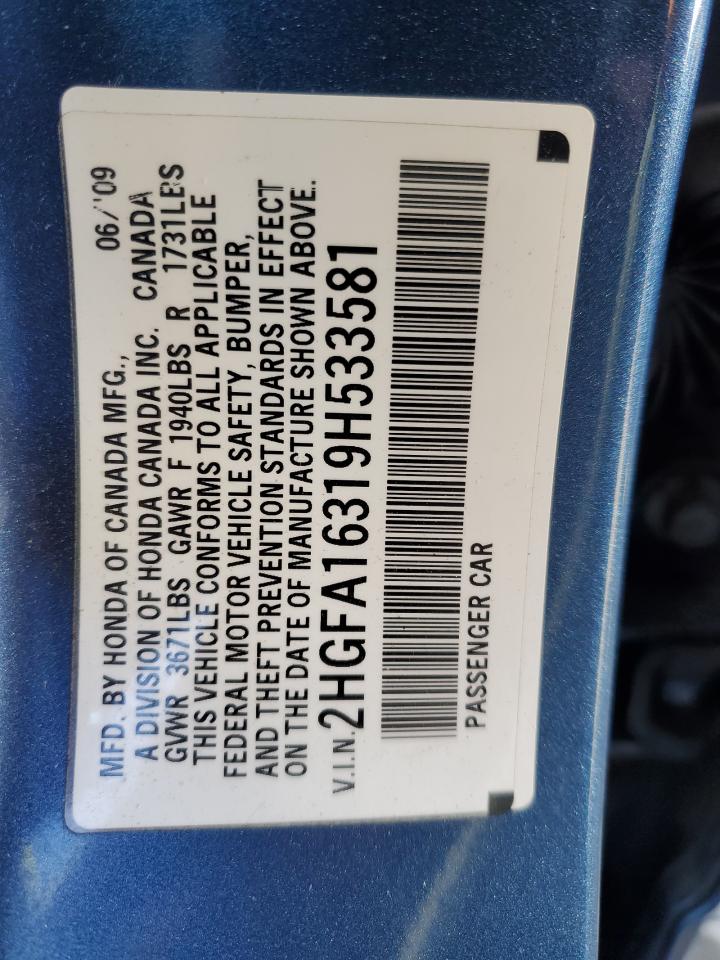 MFD. BY HONDA OF CANADA MFG., 06/'09
A DIVISION OF HONDA CANADA INC. CANADA
GVWR 3671LBS GAWR F 1940LBS R 1731LBS
THIS VEHICLE CONFORMS TO ALL APPLICABLE
FEDERAL MOTOR VEHICLE SAFETY, BUMPER,
AND THEFT PREVENTION STANDARDS IN EFFECT
ON THE DATE OF MANUFACTURE SHOWN ABOVE.
V.I.N. 2HGFA16319H533581
PASSENGER CAR